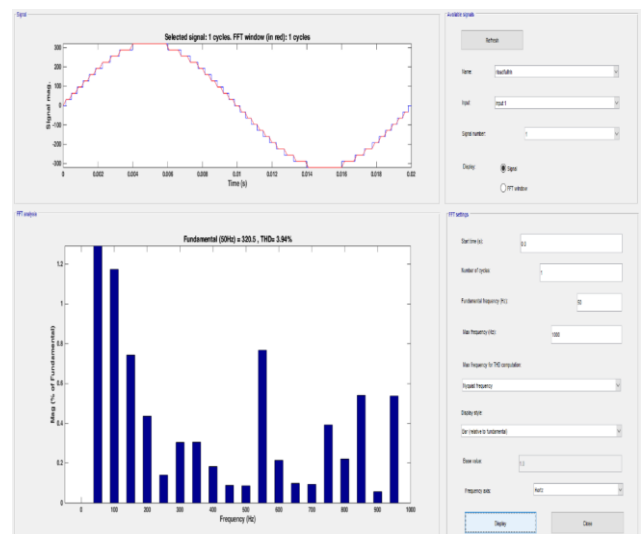 Signal
Selected signal: 1 cycles. FFT window (in red): 1 cycles
Signal mag.
300
200
100
0
-100
-200
-300
0 0.002 0.004 0.006 0.008 0.01 0.012 0.014 0.016 0.018 0.02
Time (s)
FFT analysis
Fundamental (50Hz) = 320.5 , THD= 3.94%
Mag (% of Fundamental)
1.2
1
0.8
0.6
0.4
0.2
0
0 100 200 300 400 500 600 700 800 900 1000
Frequency (Hz)
Available signals
Refresh
Name:
Input:
input 1
Signal number:
1
Display:
Signal
FFT window
FFT settings
Start time (s):
0.0
Number of cycles:
1
Fundamental frequency (Hz):
50
Max frequency (Hz):
1000
Max frequency for THD computation:
Nyquist frequency
Display style:
Bar (relative to fundamental)
Base value:
1.0
Frequency axis:
Hertz
Display
Close